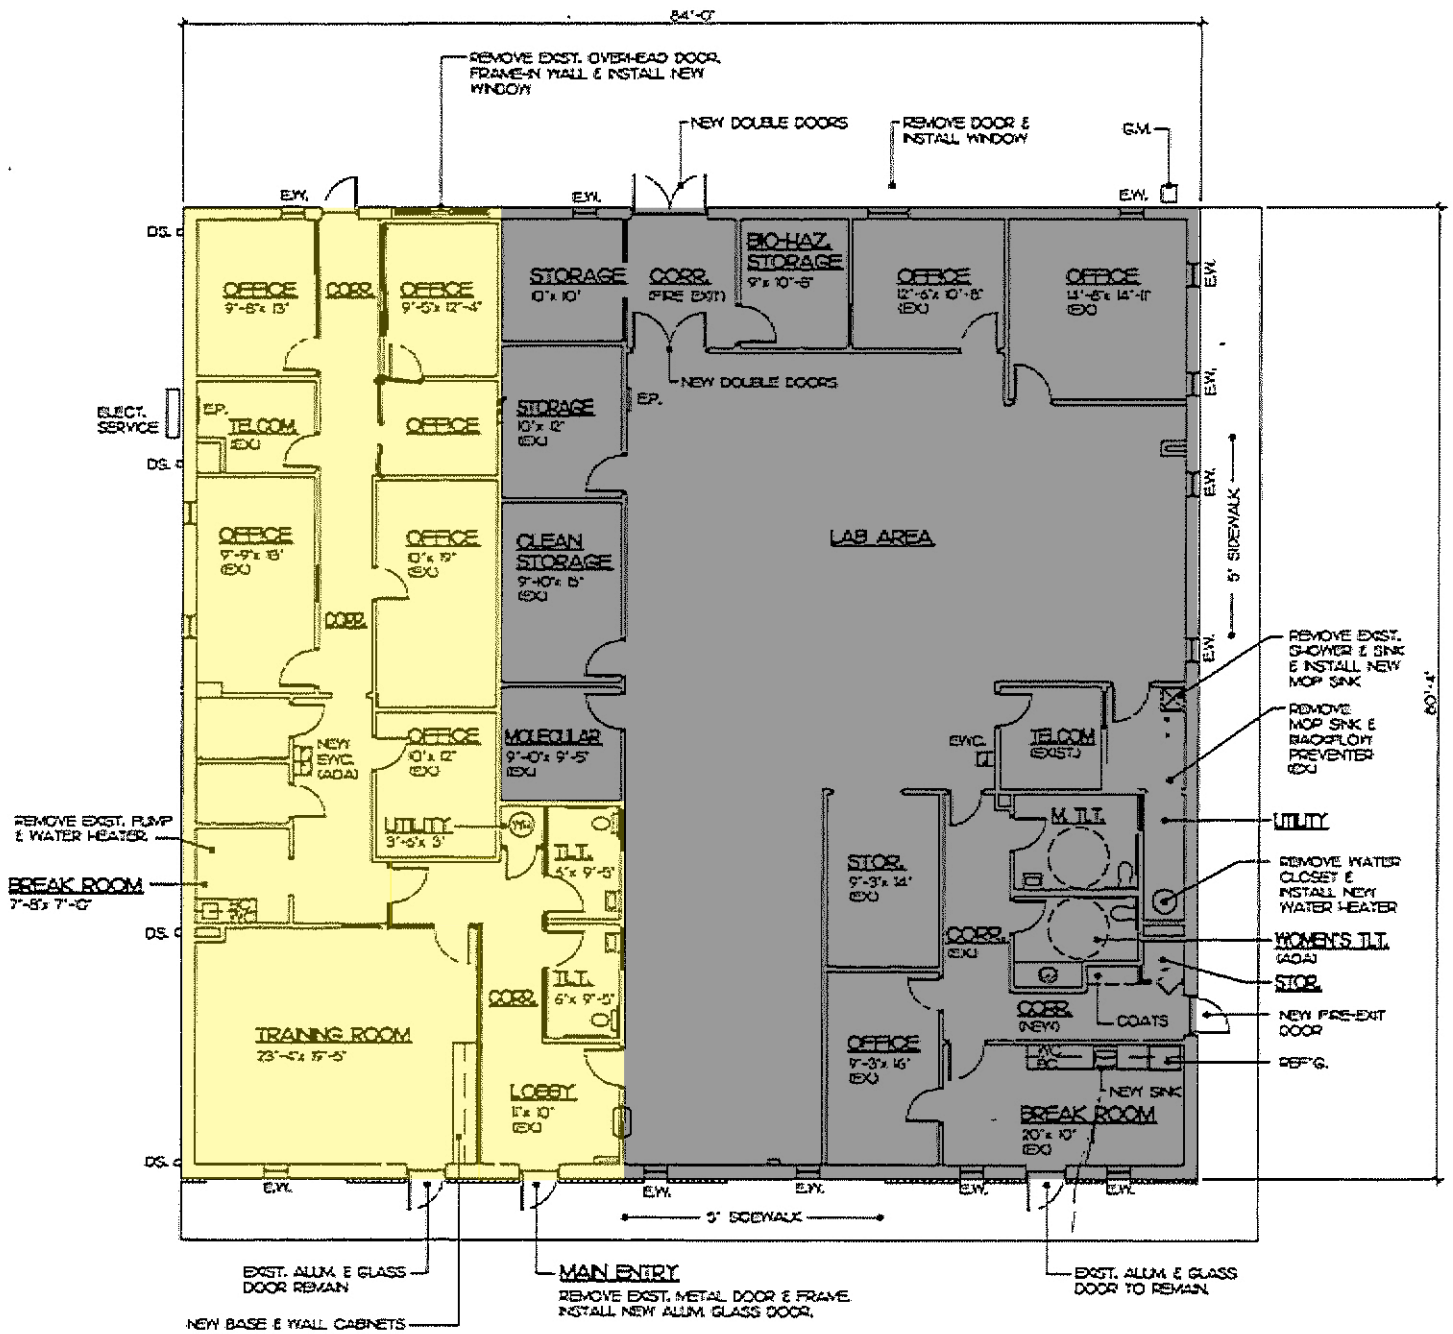 84'-0"
REMOVE EXIST. OVERHEAD DOOR,
FRAME-IN WALL & INSTALL NEW
WINDOW
NEW DOUBLE DOORS
REMOVE DOOR &
INSTALL WINDOW
G.M.
E.W.
E.W.
E.W.
DS.
OFFICE
9'-8"x 13'
CORR.
OFFICE
9'-5"x 12'-4"
STORAGE
10'x 10'
CORR.
(FIRE EXIT)
BIO-HAZ.
STORAGE
9'x 10'-8"
OFFICE
12'-6"x 10'-8"
(EX.)
OFFICE
14'-6"x 14'-11"
(EX.)
E.W.
NEW DOUBLE DOORS
E.W.
ELECT.
SERVICE
E.P.
TELCOM.
(EX.)
OFFICE
STORAGE
10'x 12'
(EX.)
E.P.
DS.
E.W.
5' SIDEWALK
OFFICE
9'-9"x 18'
(EX.)
OFFICE
10'x 19'
(EX.)
CLEAN
STORAGE
9'-10"x 15'
(EX.)
LAB AREA
CORR.
E.W.
REMOVE EXIST.
SHOWER & SINK
& INSTALL NEW
MOP SINK
80'-4"
REMOVE
MOP SINK &
BACKFLOW
PREVENTER
(EX.)
NEW
EWC.
(ADA)
OFFICE
10'x 12'
(EX.)
MOLECULAR
9'-0"x 9'-5"
(EX.)
EWC.
TELCOM
(EXIST.)
REMOVE EXIST. PUMP
& WATER HEATER.
UTILITY
3'-6"x 3'
TLT.
6'x 9'-5"
M. TLT.
UTILITY
STOR.
9'-3"x 14'
(EX.)
REMOVE WATER
CLOSET &
INSTALL NEW
WATER HEATER
BREAK ROOM
7'-8"x 7'-0"
DS.
CORR.
(EX.)
WOMEN'S TLT.
(ADA)
STOR.
TLT.
6'x 9'-5"
CORR.
TRAINING ROOM
23'-4"x 19'-6"
CORR.
(NEW)
COATS
NEW FIRE-EXIT
DOOR
OFFICE
9'-3"x 16'
(EX.)
REF'G.
NEW SINK
LOBBY
11'x 10'
(EX.)
BREAK ROOM
20'x 10'
(EX.)
DS.
E.W.
E.W.
E.W.
E.W.
E.W.
5' SIDEWALK
EXIST. ALUM. & GLASS
DOOR REMAIN
MAIN ENTRY
REMOVE EXIST. METAL DOOR & FRAME.
INSTALL NEW ALUM. GLASS DOOR.
EXIST. ALUM. & GLASS
DOOR TO REMAIN.
NEW BASE & WALL CABINETS